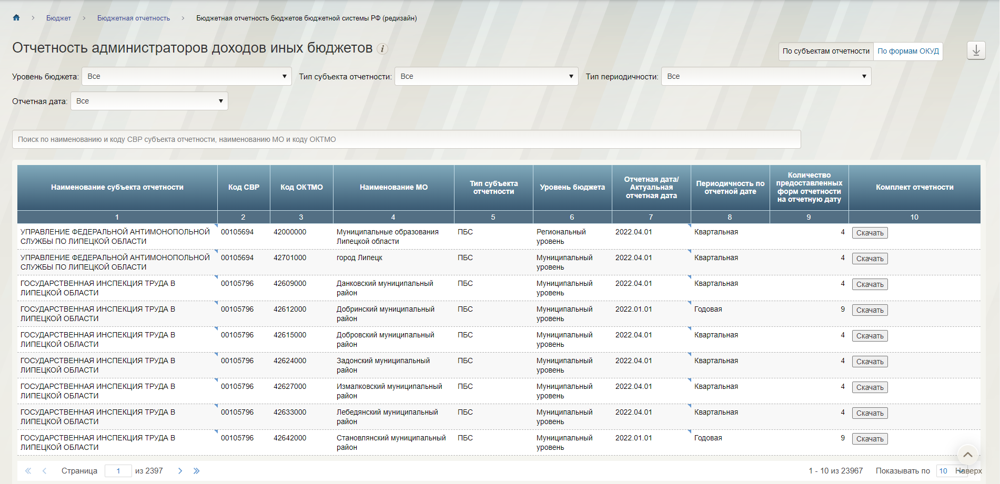 Бюджет
Бюджетная отчетность
Бюджетная отчетность бюджетов бюджетной системы РФ (редизайн)
Отчетность администраторов доходов иных бюджетов i
По субъектам отчетности
По формам ОКУД
Уровень бюджета: Все
Тип субъекта отчетности: Все
Тип периодичности: Все
Отчетная дата: Все
Поиск по наименованию и коду СВР субъекта отчетности, наименованию МО и коду ОКТМО
Наименование субъекта отчетности
Код СВР
Код ОКТМО
Наименование МО
Тип субъекта
отчетности
Уровень бюджета
Отчетная дата/
Актуальная
отчетная дата
Периодичность по
отчетной дате
Количество
предоставленных
форм отчетности
на отчетную дату
Комплект отчетности
1 2 3 4 5 6 7 8 9 10
УПРАВЛЕНИЕ ФЕДЕРАЛЬНОЙ АНТИМОНОПОЛЬНОЙ 00105694 42000000 Муниципальные образования ПБС Региональный 2022.04.01 Квартальная 4 Скачать
СЛУЖБЫ ПО ЛИПЕЦКОЙ ОБЛАСТИ Липецкой области уровень
УПРАВЛЕНИЕ ФЕДЕРАЛЬНОЙ АНТИМОНОПОЛЬНОЙ 00105694 42701000 город Липецк ПБС Муниципальный 2022.04.01 Квартальная 4 Скачать
СЛУЖБЫ ПО ЛИПЕЦКОЙ ОБЛАСТИ уровень
ГОСУДАРСТВЕННАЯ ИНСПЕКЦИЯ ТРУДА В 00105796 42609000 Данковский муниципальный ПБС Муниципальный 2022.04.01 Квартальная 4 Скачать
ЛИПЕЦКОЙ ОБЛАСТИ район уровень
ГОСУДАРСТВЕННАЯ ИНСПЕКЦИЯ ТРУДА В 00105796 42612000 Добринский муниципальный ПБС Муниципальный 2022.01.01 Годовая 9 Скачать
ЛИПЕЦКОЙ ОБЛАСТИ район уровень
ГОСУДАРСТВЕННАЯ ИНСПЕКЦИЯ ТРУДА В 00105796 42615000 Добровский муниципальный ПБС Муниципальный 2022.04.01 Квартальная 4 Скачать
ЛИПЕЦКОЙ ОБЛАСТИ район уровень
ГОСУДАРСТВЕННАЯ ИНСПЕКЦИЯ ТРУДА В 00105796 42624000 Задонский муниципальный ПБС Муниципальный 2022.04.01 Квартальная 4 Скачать
ЛИПЕЦКОЙ ОБЛАСТИ район уровень
ГОСУДАРСТВЕННАЯ ИНСПЕКЦИЯ ТРУДА В 00105796 42627000 Измалковский муниципальный ПБС Муниципальный 2022.04.01 Квартальная 4 Скачать
ЛИПЕЦКОЙ ОБЛАСТИ район уровень
ГОСУДАРСТВЕННАЯ ИНСПЕКЦИЯ ТРУДА В 00105796 42633000 Лебедянский муниципальный ПБС Муниципальный 2022.04.01 Квартальная 4 Скачать
ЛИПЕЦКОЙ ОБЛАСТИ район уровень
ГОСУДАРСТВЕННАЯ ИНСПЕКЦИЯ ТРУДА В 00105796 42642000 Становлянский муниципальный ПБС Муниципальный 2022.01.01 Годовая 9 Скачать
ЛИПЕЦКОЙ ОБЛАСТИ район уровень
Страница 1 из 2397
1 - 10 из 23967 Показывать по 10 Наверх